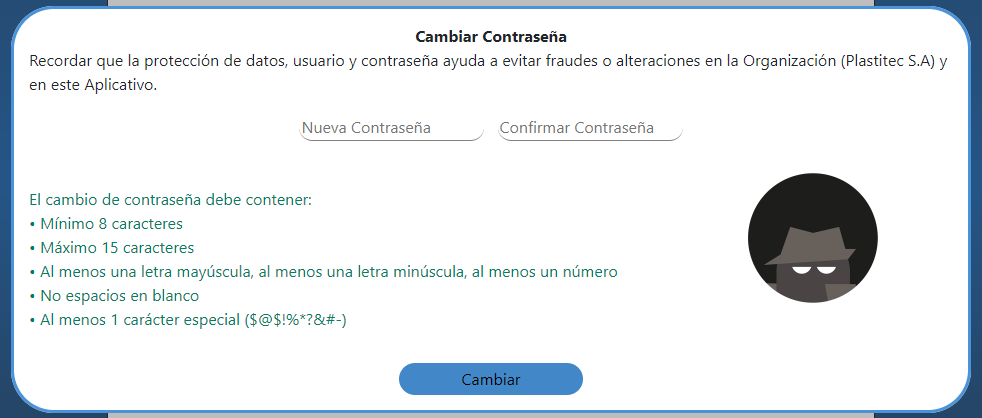 Cambiar Contraseña
Recordar que la protección de datos, usuario y contraseña ayuda a evitar fraudes o alteraciones en la Organización (Plastitec S.A) y
en este Aplicativo.
Nueva Contraseña Confirmar Contraseña
El cambio de contraseña debe contener:
• Mínimo 8 caracteres
• Máximo 15 caracteres
• Al menos una letra mayúscula, al menos una letra minúscula, al menos un número
• No espacios en blanco
• Al menos 1 carácter especial ($@$!%*?&#-)
Cambiar